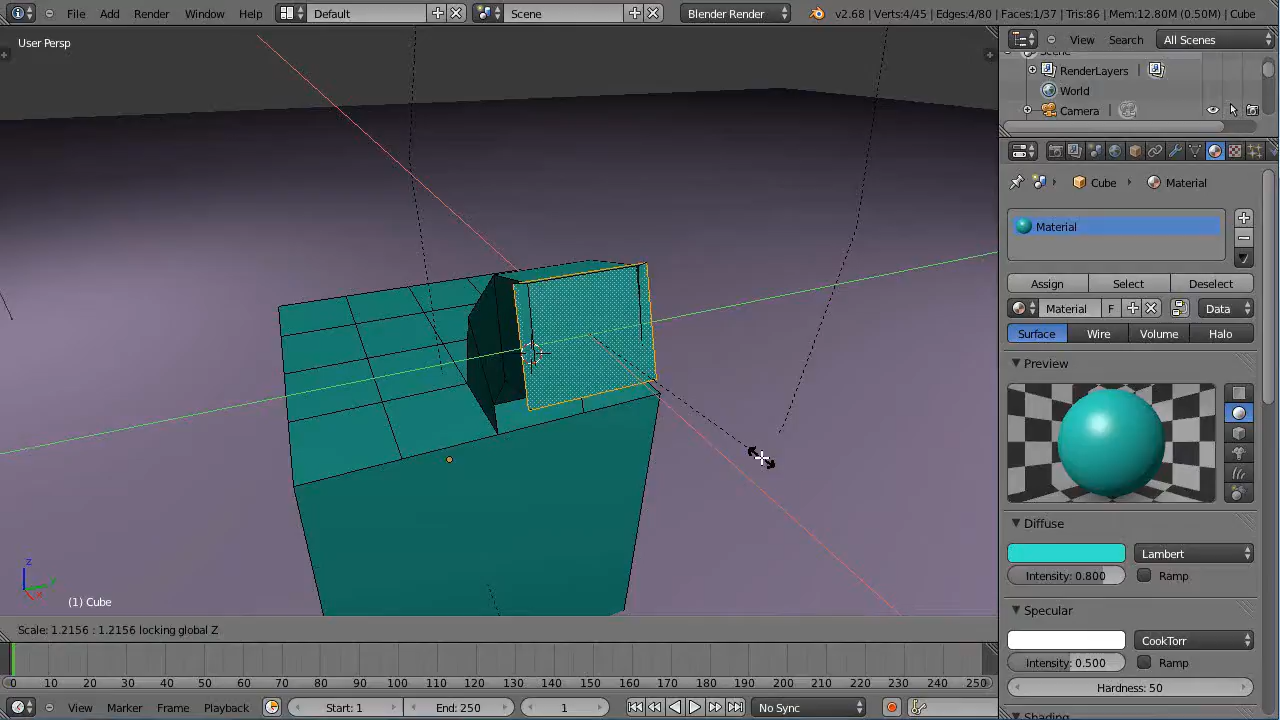 File Add Render Window Help Default Scene Blender Render v2.68 | Verts:4/45 | Edges:4/80 | Faces:1/37 | Tris:86 | Mem:12.80M (0.50M) | Cube
User Persp
View Search All Scenes
RenderLayers
World
Camera
Cube Material
Material
Assign Select Deselect
Material F Data
Surface Wire Volume Halo
Preview
Diffuse
Lambert
Intensity: 0.800 Ramp
Specular
CookTorr
Intensity: 0.500 Ramp
Hardness: 50
z
(1) Cube
Scale: 1.2156 : 1.2156 locking global Z
0 10 20 30 40 50 60 70 80 90 100 110 120 130 140 150 160 170 180 190 200 210 220 230 240 250
View Marker Frame Playback Start: 1 End: 250 1 No Sync